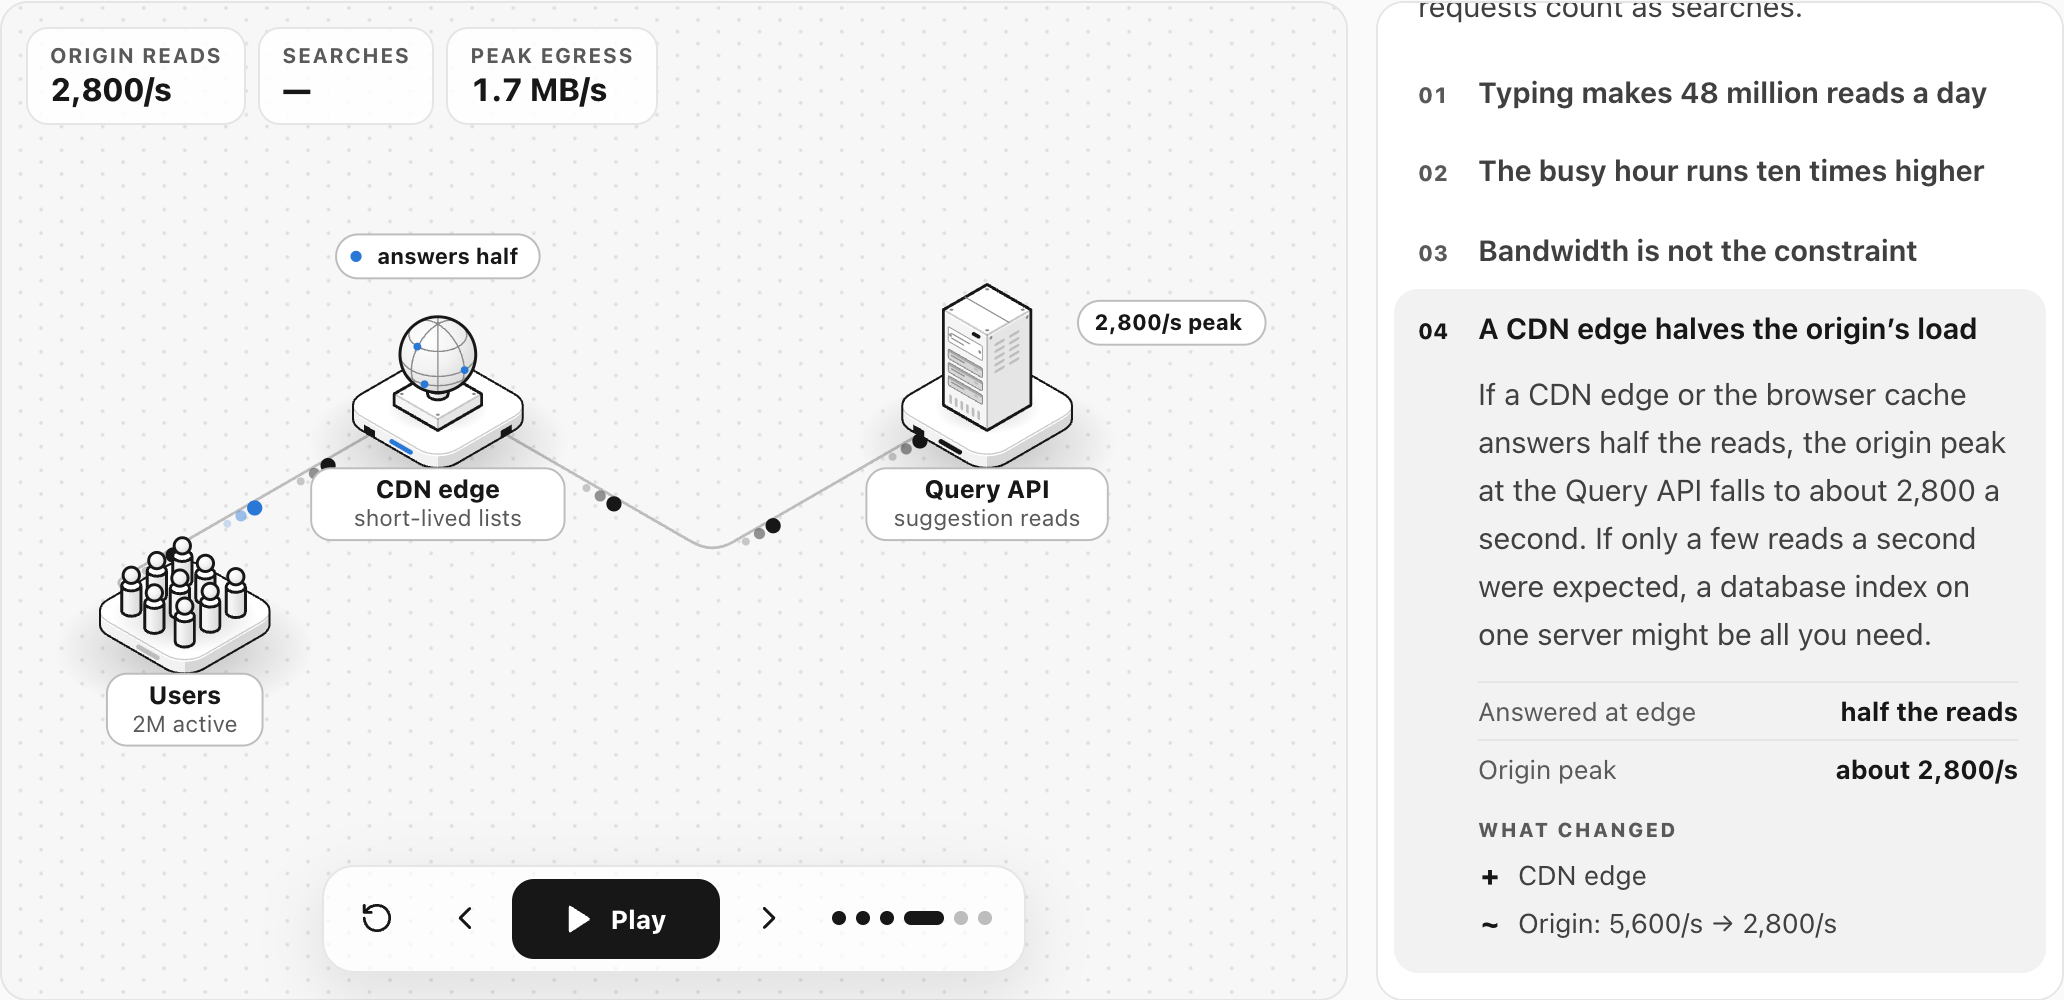 ORIGIN READS
2,800/s
SEARCHES
—
PEAK EGRESS
1.7 MB/s
answers half
2,800/s peak
CDN edge
short-lived lists
Query API
suggestion reads
Users
2M active
Play
requests count as searches.
01 Typing makes 48 million reads a day
02 The busy hour runs ten times higher
03 Bandwidth is not the constraint
04 A CDN edge halves the origin’s load
If a CDN edge or the browser cache
answers half the reads, the origin peak
at the Query API falls to about 2,800 a
second. If only a few reads a second
were expected, a database index on
one server might be all you need.
Answered at edge half the reads
Origin peak about 2,800/s
WHAT CHANGED
+ CDN edge
~ Origin: 5,600/s → 2,800/s